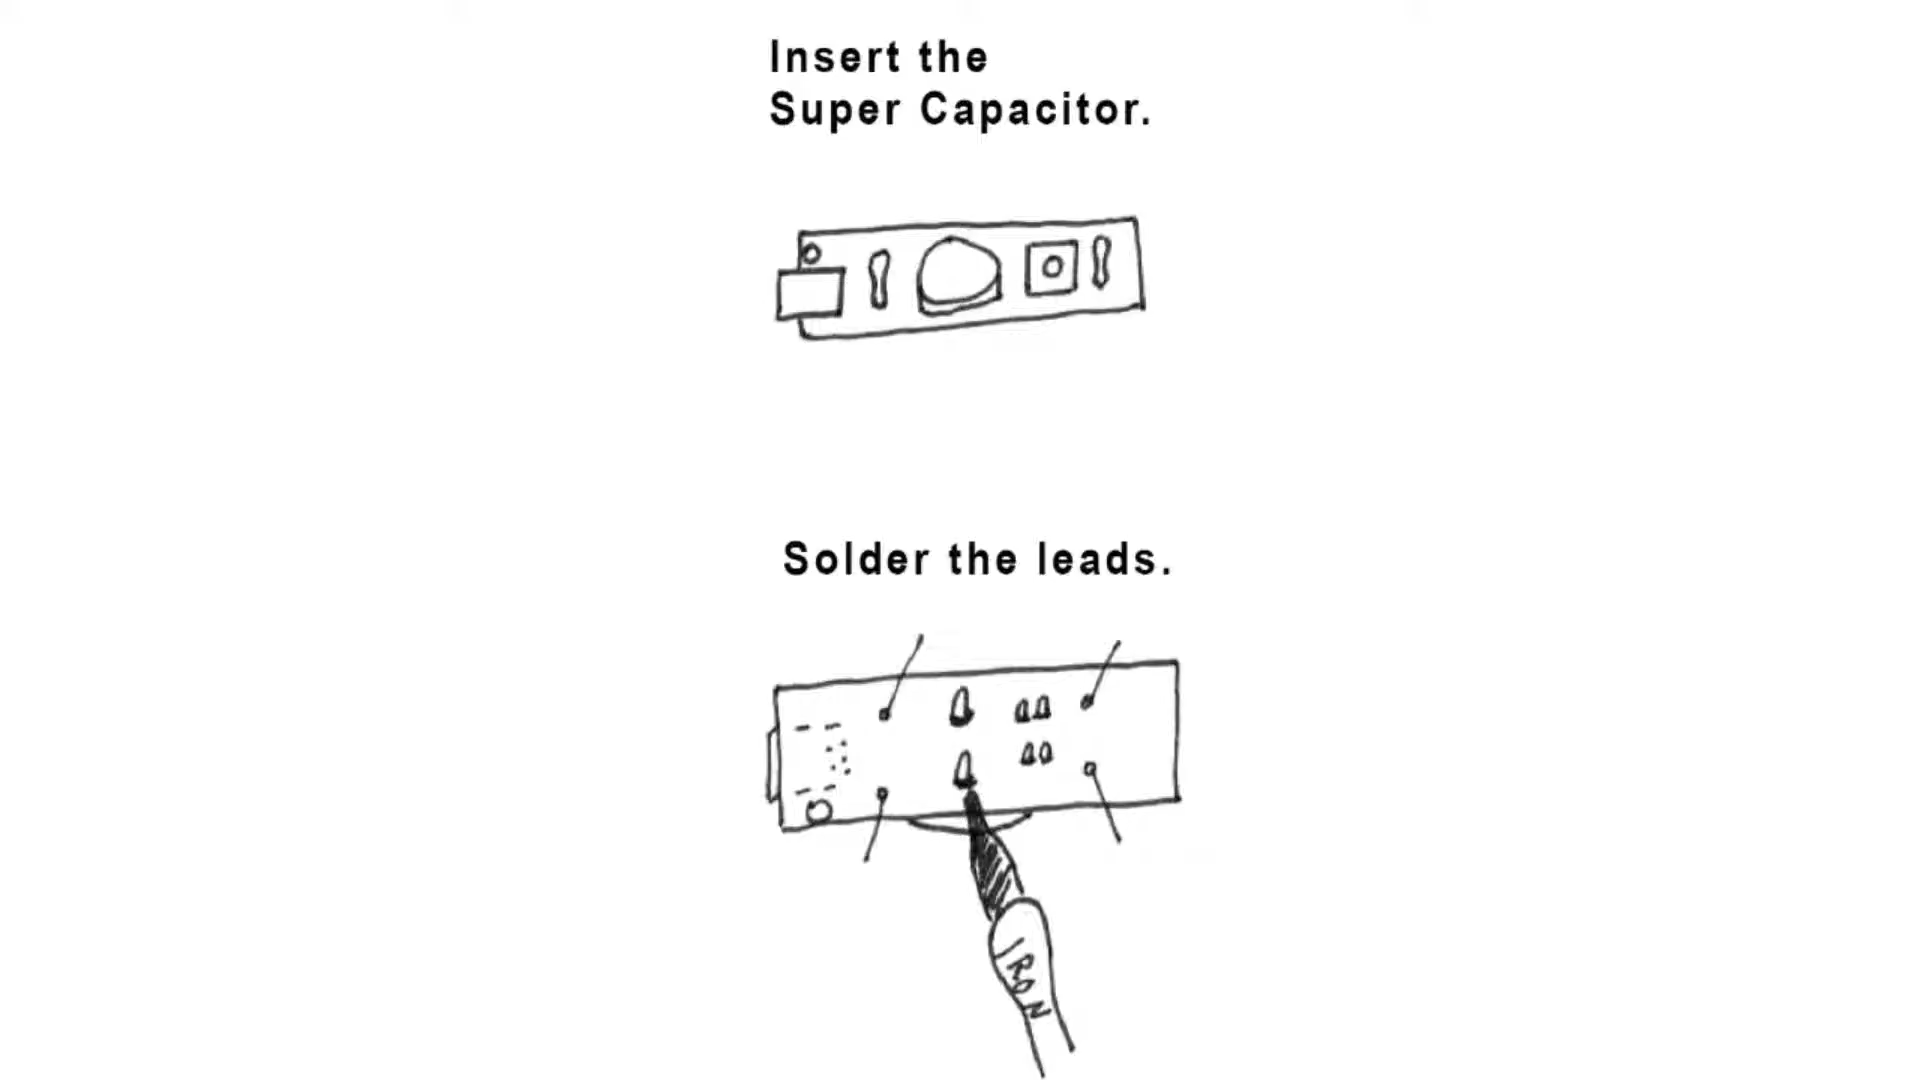 Insert the
Super Capacitor.
Solder the leads.
IRON